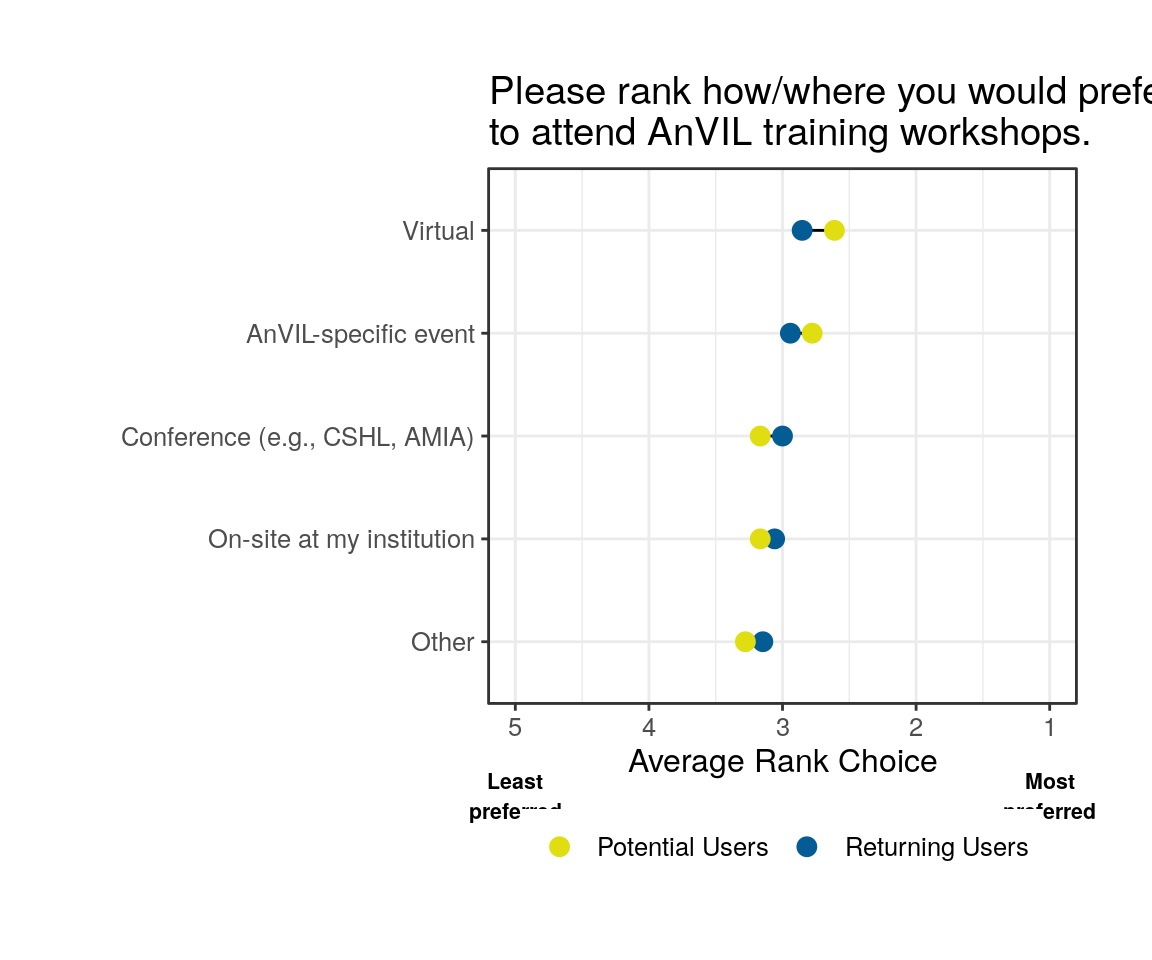 Please rank how/where you would prefe
to attend AnVIL training workshops.
Virtual
AnVIL-specific event
Conference (e.g., CSHL, AMIA)
On-site at my institution
Other
5 4 3 2 1
Average Rank Choice
Least Most
preferred preferred
Potential Users Returning Users